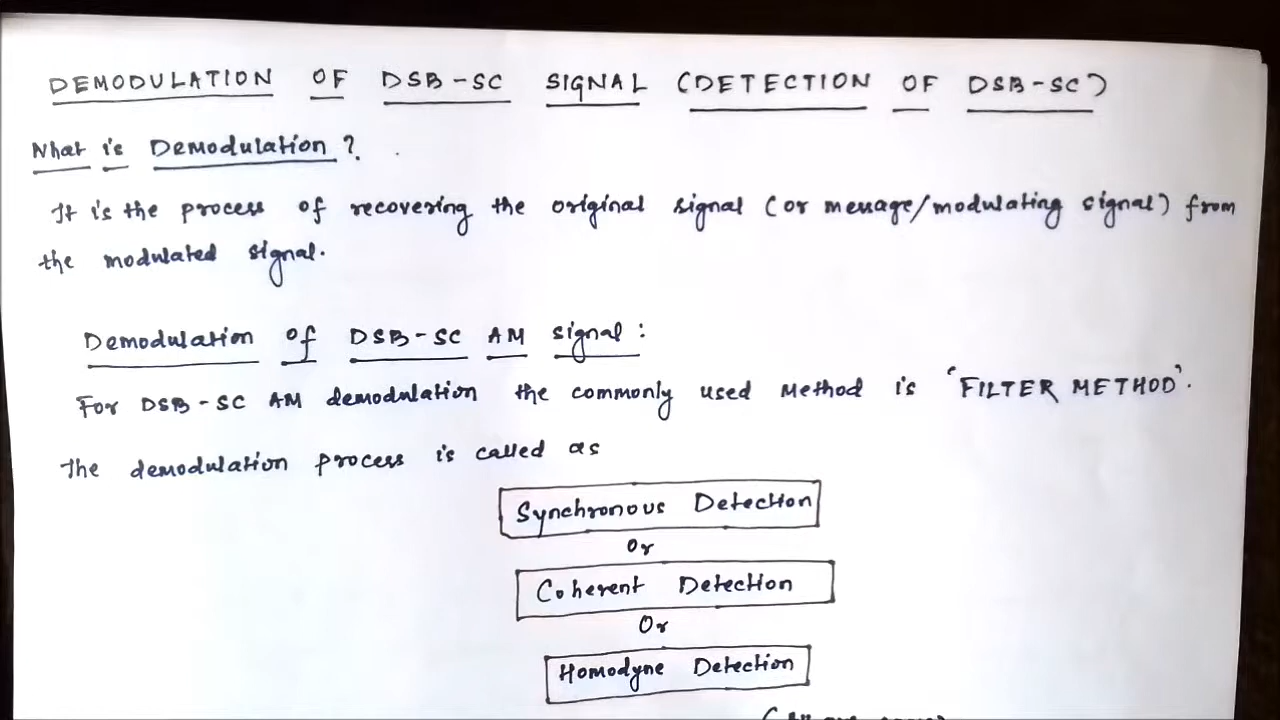 DEMODULATION OF DSB-SC SIGNAL (DETECTION OF DSB-SC)
What is Demodulation?
It is the process of recovering the original signal (or message/modulating signal) from
the modulated signal.
Demodulation of DSB-SC AM signal:
For DSB-SC AM demodulation the commonly used Method is 'FILTER METHOD'.
The demodulation process is called as
Synchronous Detection
Or
Coherent Detection
Or
Homodyne Detection